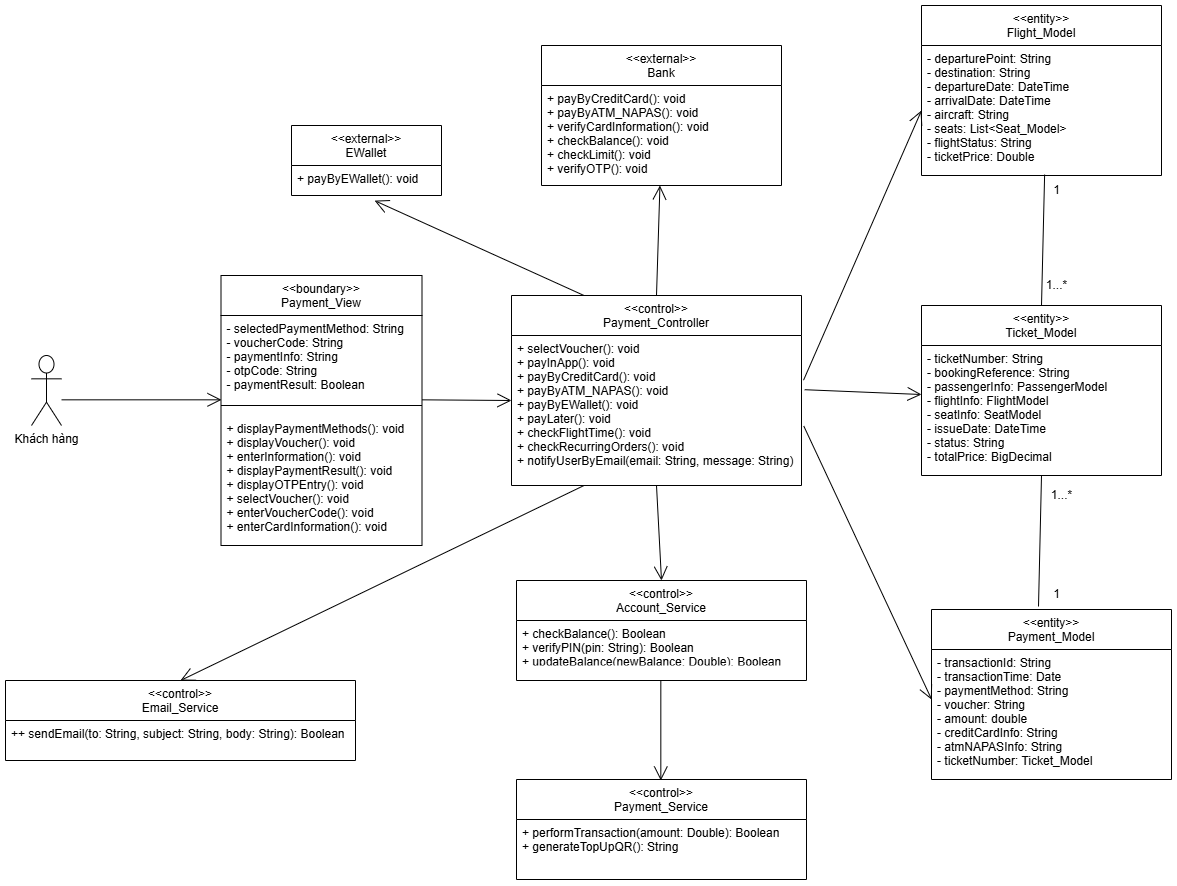 <<entity>>
Flight_Model
- departurePoint: String
- destination: String
- departureDate: DateTime
- arrivalDate: DateTime
- aircraft: String
- seats: List<Seat_Model>
- flightStatus: String
- ticketPrice: Double
<<external>>
Bank
+ payByCreditCard(): void
+ payByATM_NAPAS(): void
+ verifyCardInformation(): void
+ checkBalance(): void
+ checkLimit(): void
+ verifyOTP(): void
<<external>>
EWallet
+ payByEWallet(): void
1
1...*
<<boundary>>
Payment_View
- selectedPaymentMethod: String
- voucherCode: String
- paymentInfo: String
- otpCode: String
- paymentResult: Boolean
+ displayPaymentMethods(): void
+ displayVoucher(): void
+ enterInformation(): void
+ displayPaymentResult(): void
+ displayOTPEntry(): void
+ selectVoucher(): void
+ enterVoucherCode(): void
+ enterCardInformation(): void
Khách hàng
<<control>>
Payment_Controller
+ selectVoucher(): void
+ payInApp(): void
+ payByCreditCard(): void
+ payByATM_NAPAS(): void
+ payByEWallet(): void
+ payLater(): void
+ checkFlightTime(): void
+ checkRecurringOrders(): void
+ notifyUserByEmail(email: String, message: String)
<<entity>>
Ticket_Model
- ticketNumber: String
- bookingReference: String
- passengerInfo: PassengerModel
- flightInfo: FlightModel
- seatInfo: SeatModel
- issueDate: DateTime
- status: String
- totalPrice: BigDecimal
1...*
1
<<control>>
Account_Service
+ checkBalance(): Boolean
+ verifyPIN(pin: String): Boolean
+ updateBalance(newBalance: Double): Boolean
<<entity>>
Payment_Model
- transactionId: String
- transactionTime: Date
- paymentMethod: String
- voucher: String
- amount: double
- creditCardInfo: String
- atmNAPASInfo: String
- ticketNumber: Ticket_Model
<<control>>
Email_Service
++ sendEmail(to: String, subject: String, body: String): Boolean
<<control>>
Payment_Service
+ performTransaction(amount: Double): Boolean
+ generateTopUpQR(): String